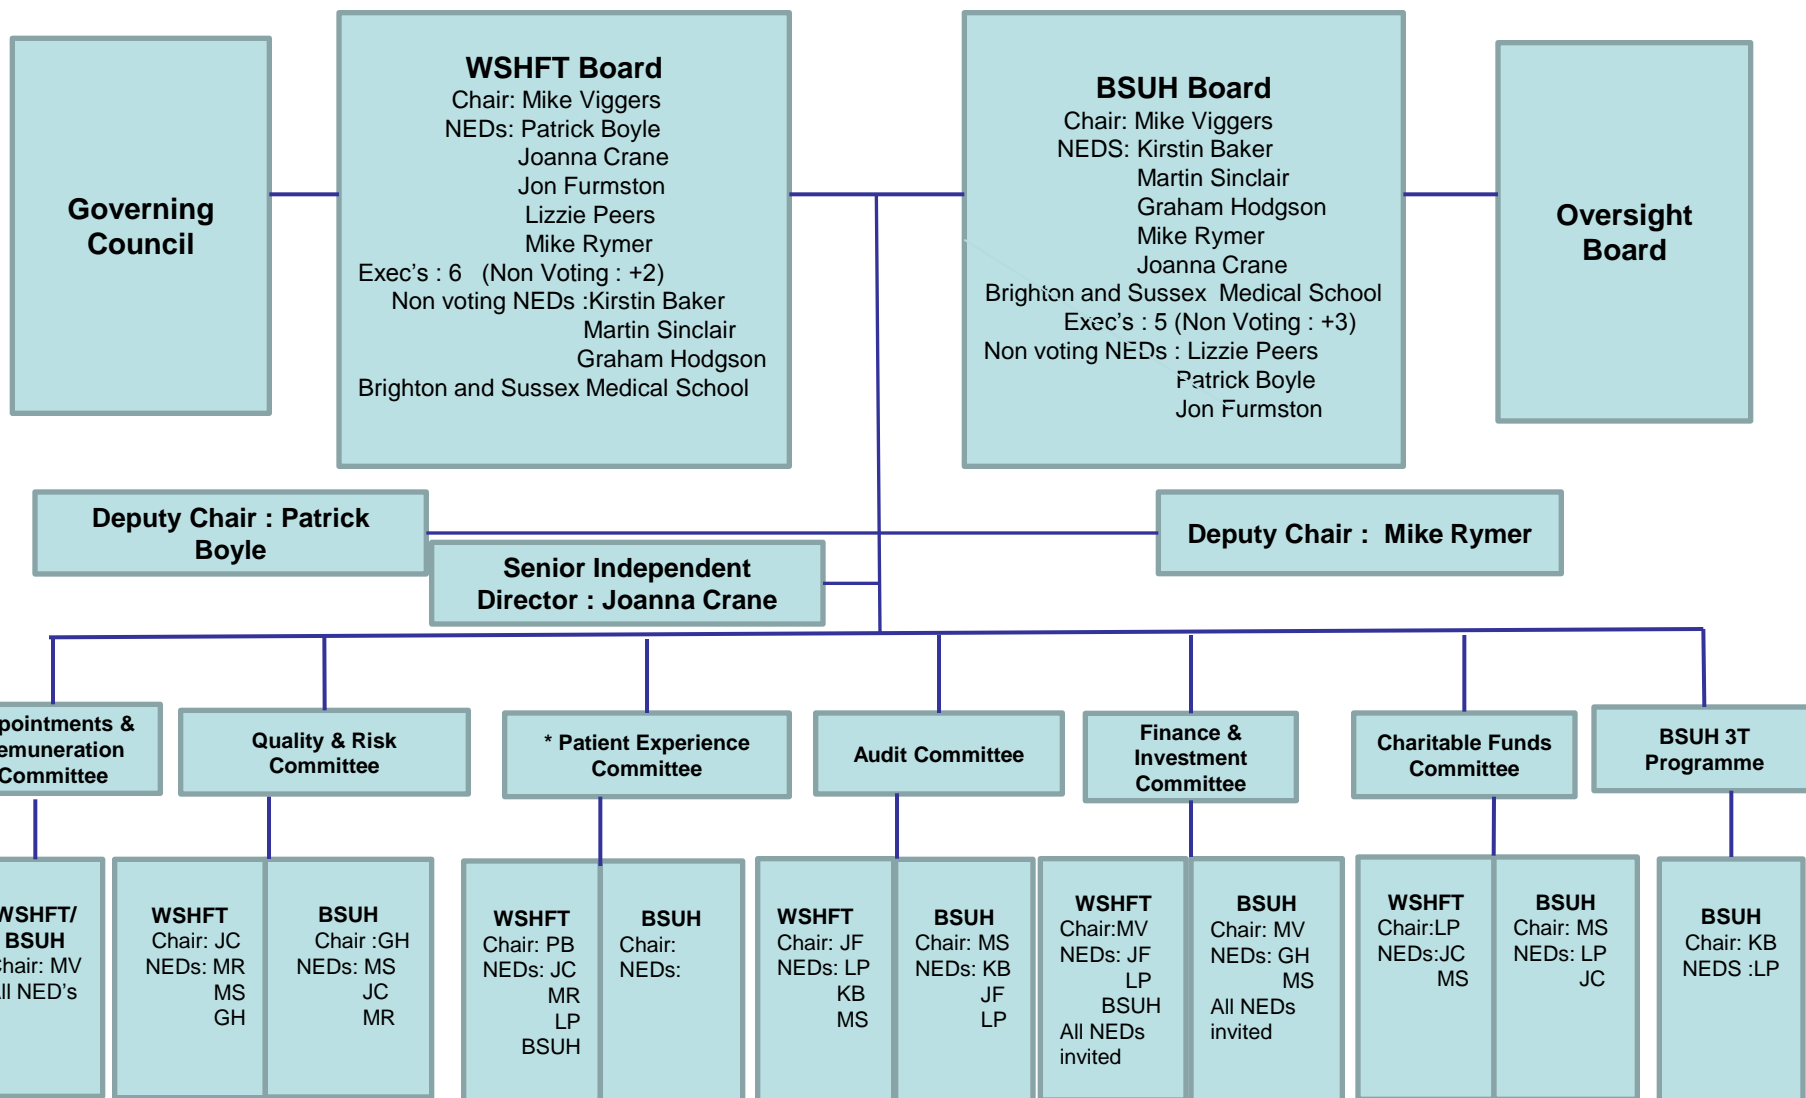 Governing
Council
WSHFT Board
Chair: Mike Viggers
NEDs: Patrick Boyle
Joanna Crane
Jon Furmston
Lizzie Peers
Mike Rymer
Exec's : 6 (Non Voting : +2)
Non voting NEDs :Kirstin Baker
Martin Sinclair
Graham Hodgson
Brighton and Sussex Medical School
BSUH Board
Chair: Mike Viggers
NEDS: Kirstin Baker
Martin Sinclair
Graham Hodgson
Mike Rymer
Joanna Crane
Brighton and Sussex Medical School
Exec's : 5 (Non Voting : +3)
Non voting NEDs : Lizzie Peers
Patrick Boyle
Jon Furmston
Oversight
Board
Deputy Chair : Patrick
Boyle
Deputy Chair : Mike Rymer
Senior Independent
Director : Joanna Crane
pointments &
emuneration
Committee
Quality & Risk
Committee
* Patient Experience
Committee
Audit Committee
Finance &
Investment
Committee
Charitable Funds
Committee
BSUH 3T
Programme
WSHFT/
BSUH
Chair: MV
All NED's
WSHFT
Chair: JC
NEDs: MR
MS
GH
BSUH
Chair :GH
NEDs: MS
JC
MR
WSHFT
Chair: PB
NEDs: JC
MR
LP
BSUH
BSUH
Chair:
NEDs:
WSHFT
Chair: JF
NEDs: LP
KB
MS
BSUH
Chair: MS
NEDs: KB
JF
LP
WSHFT
Chair:MV
NEDs: JF
LP
BSUH
All NEDs
invited
BSUH
Chair: MV
NEDs: GH
MS
All NEDs
invited
WSHFT
Chair:LP
NEDs:JC
MS
BSUH
Chair: MS
NEDs: LP
JC
BSUH
Chair: KB
NEDS :LP